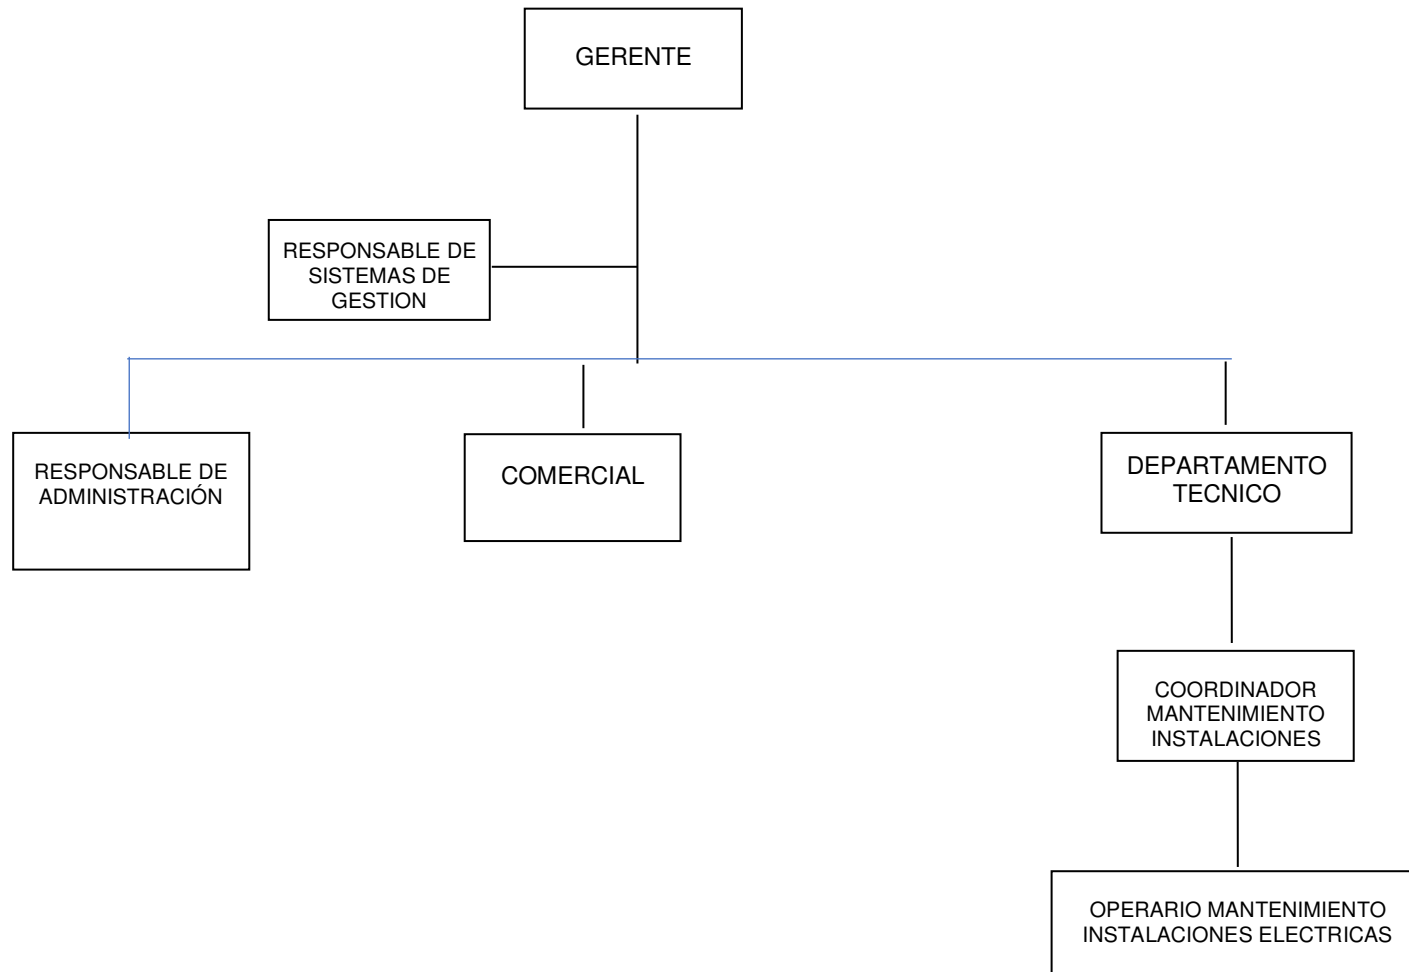 GERENTE
RESPONSABLE DE
SISTEMAS DE
GESTION
RESPONSABLE DE
ADMINISTRACIÓN
COMERCIAL
DEPARTAMENTO
TECNICO
COORDINADOR
MANTENIMIENTO
INSTALACIONES
OPERARIO MANTENIMIENTO
INSTALACIONES ELECTRICAS